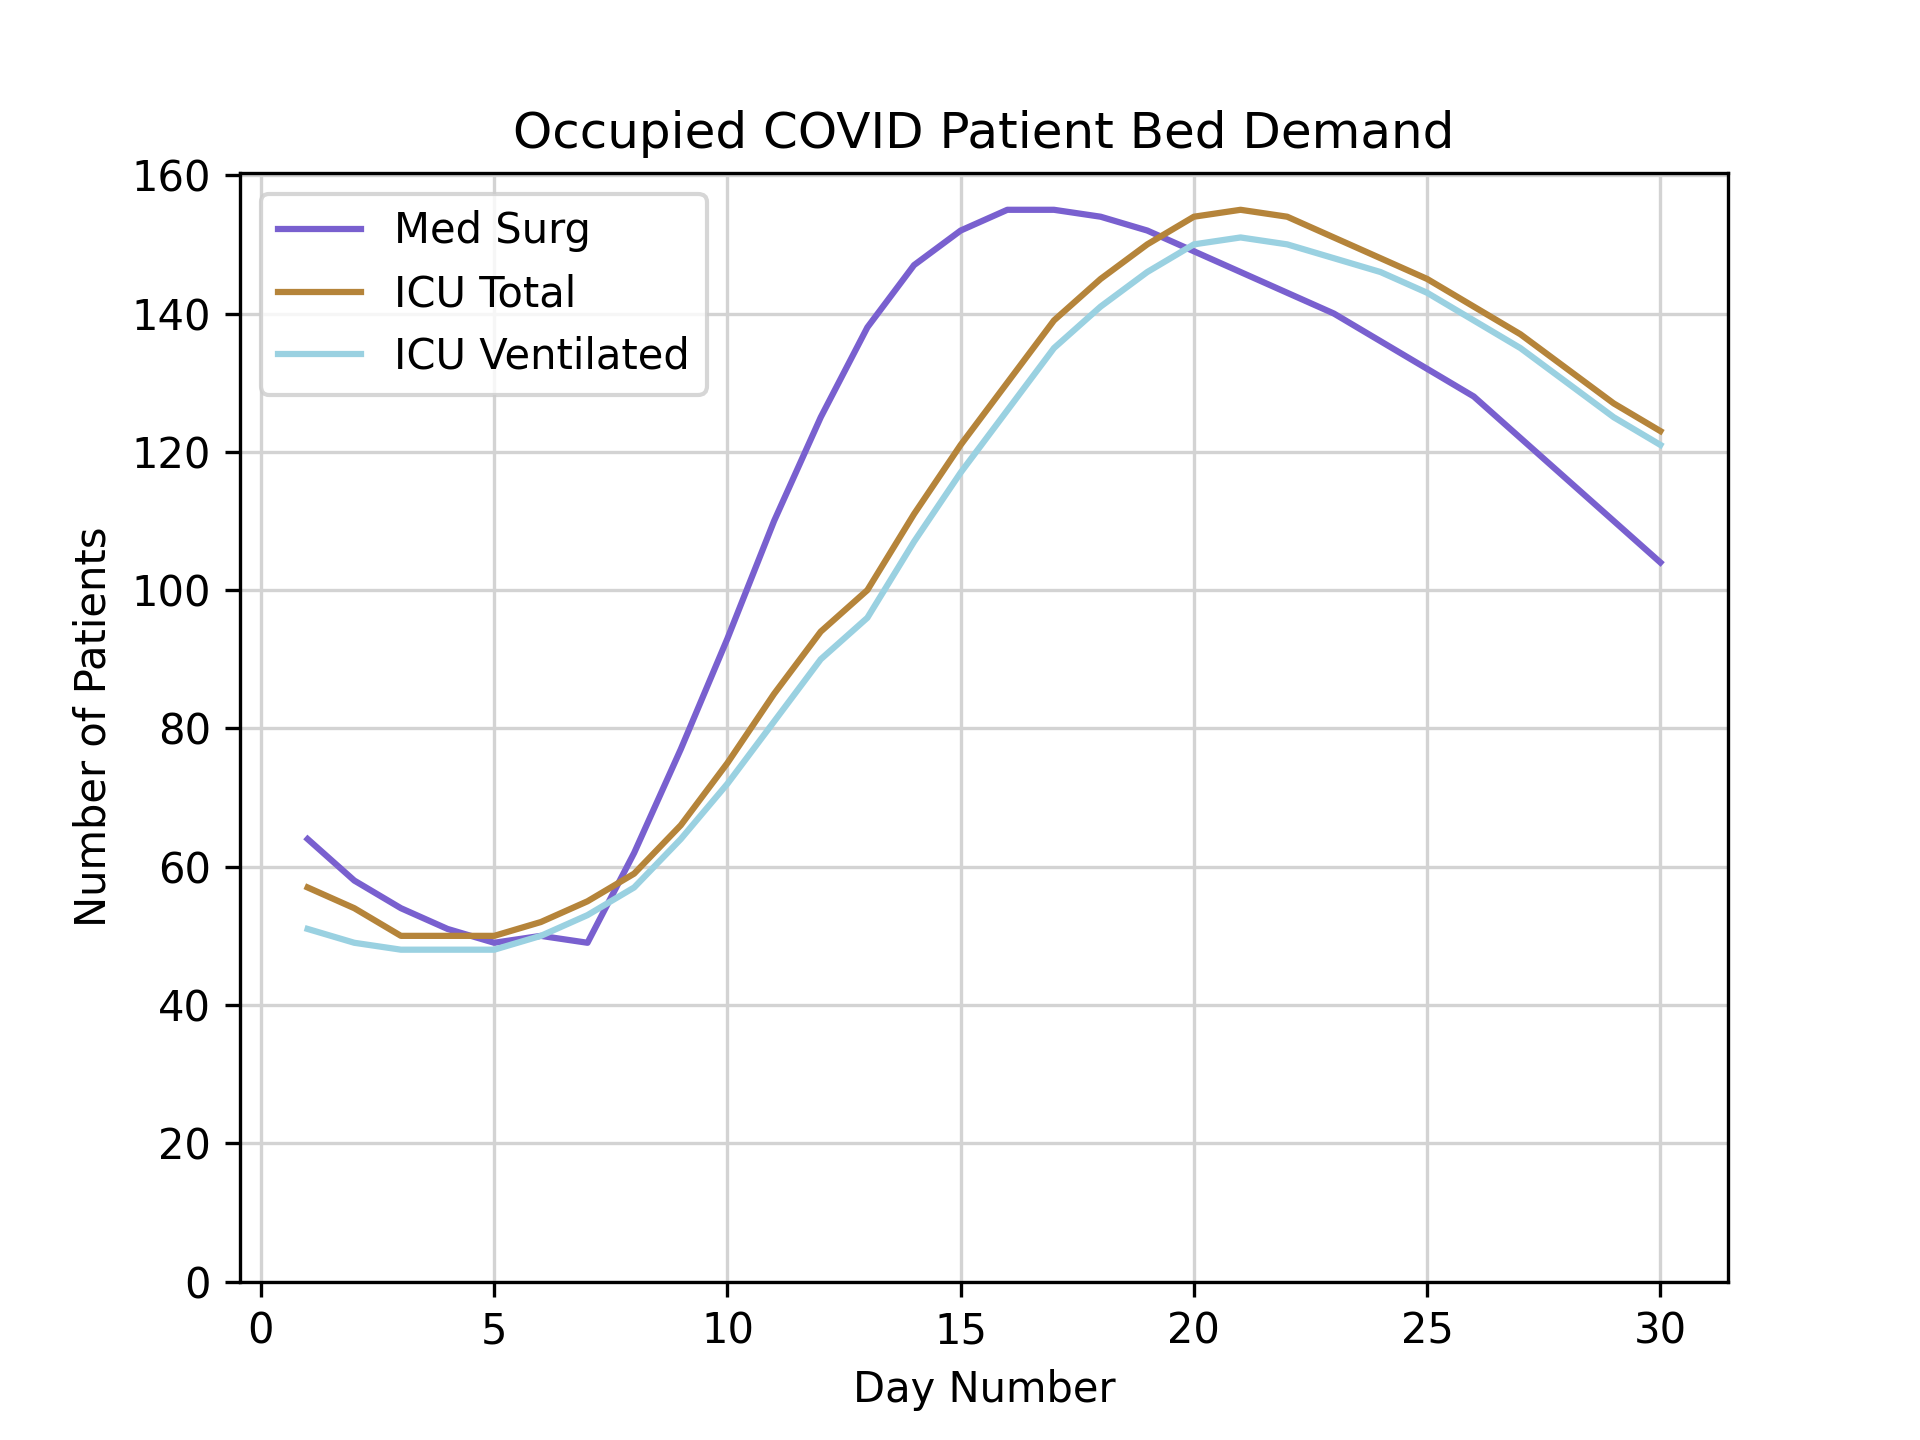 Occupied COVID Patient Bed Demand
Med Surg
ICU Total
ICU Ventilated
Number of Patients
160
140
120
100
80
60
40
20
0
0 5 10 15 20 25 30
Day Number